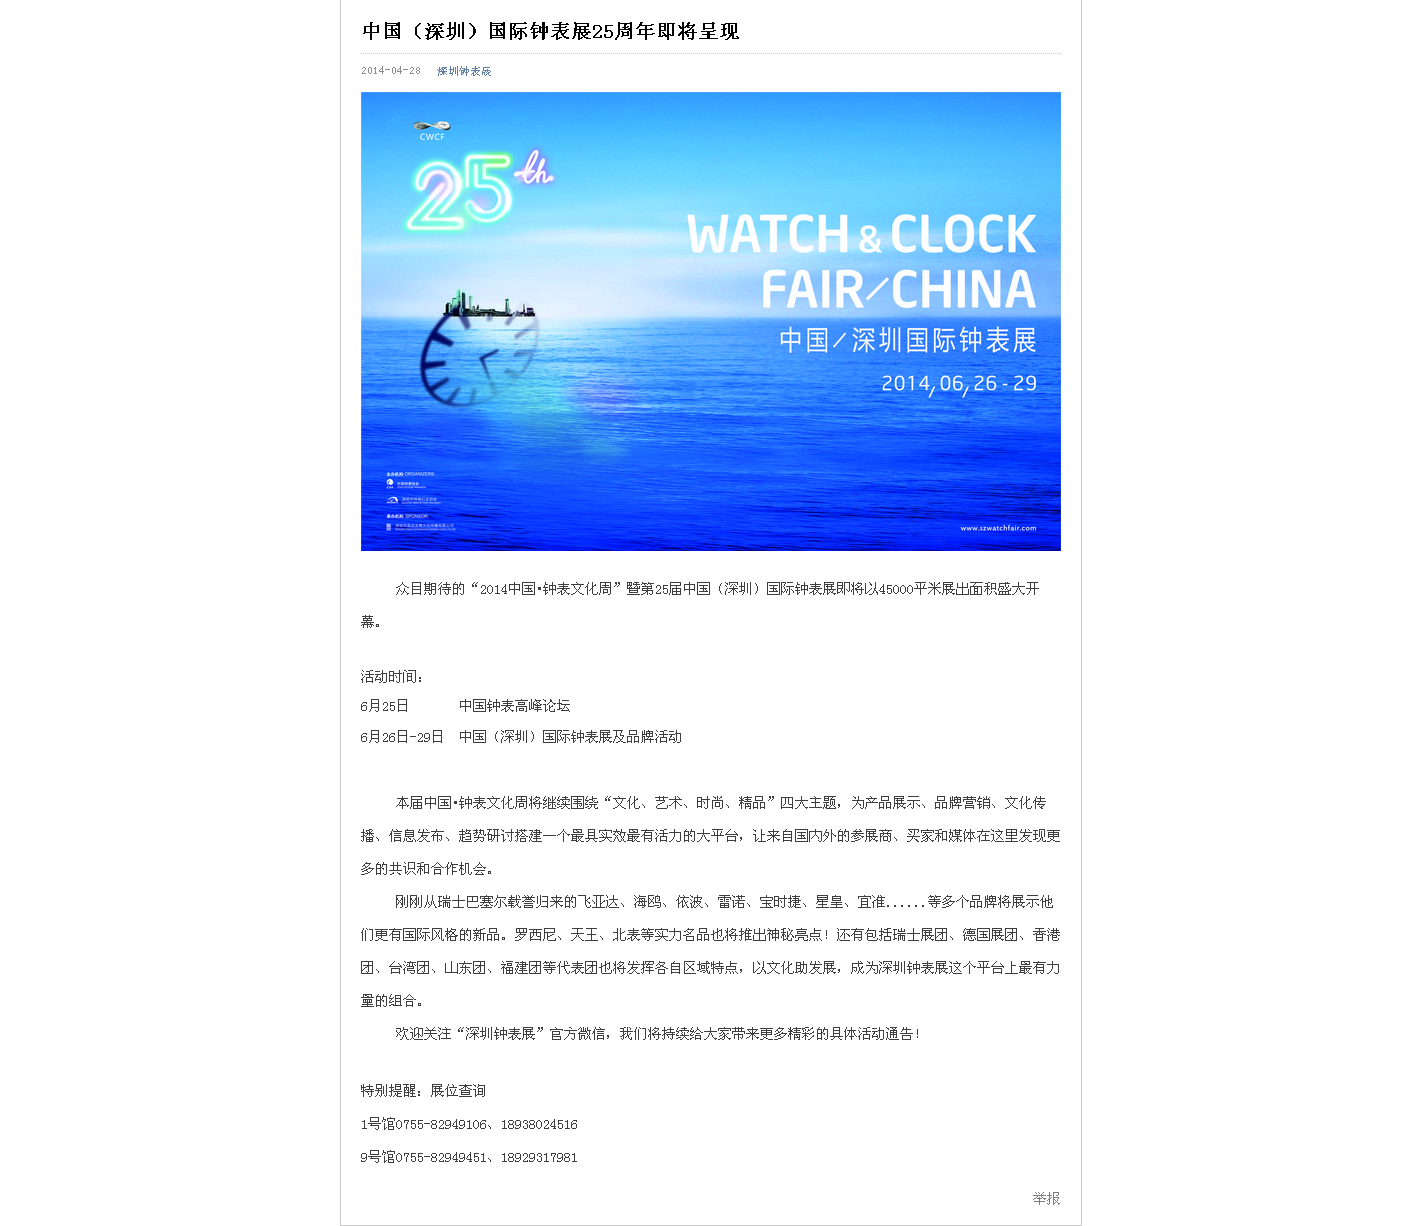 中国（深圳）国际钟表展25周年即将呈现
2014-04-28 深圳钟表展
CWCF
25th
WATCH & CLOCK
FAIR/CHINA
中国/深圳国际钟表展
2014, 06, 26 - 29
主办机构 ORGANIZERS:
承办机构 SPONSOR:
www.szwatchfair.com
众目期待的“2014中国•钟表文化周”暨第25届中国（深圳）国际钟表展即将以45000平米展出面积盛大开
幕。
活动时间：
6月25日 中国钟表高峰论坛
6月26日-29日 中国（深圳）国际钟表展及品牌活动
本届中国•钟表文化周将继续围绕“文化、艺术、时尚、精品”四大主题，为产品展示、品牌营销、文化传
播、信息发布、趋势研讨搭建一个最具实效最有活力的大平台，让来自国内外的参展商、买家和媒体在这里发现更
多的共识和合作机会。
刚刚从瑞士巴塞尔载誉归来的飞亚达、海鸥、依波、雷诺、宝时捷、星皇、宜准......等多个品牌将展示他
们更有国际风格的新品。罗西尼、天王、北表等实力名品也将推出神秘亮点！还有包括瑞士展团、德国展团、香港
团、台湾团、山东团、福建团等代表团也将发挥各自区域特点，以文化助发展，成为深圳钟表展这个平台上最有力
量的组合。
欢迎关注“深圳钟表展”官方微信，我们将持续给大家带来更多精彩的具体活动通告！
特别提醒：展位查询
1号馆0755-82949106、18938024516
9号馆0755-82949451、18929317981
举报